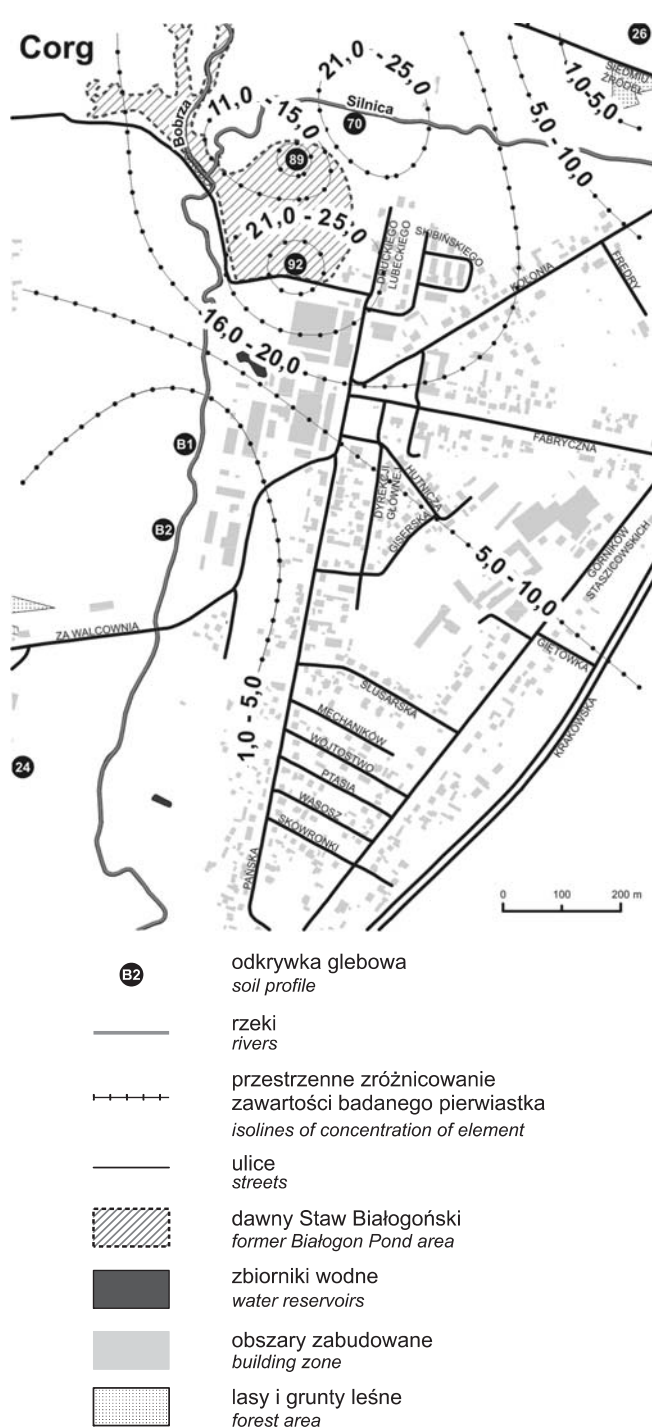 Corg
26
SIEDMIU
ŹRÓDEŁ
1,0-5,0
21,0 - 25,0
11,0 - 15,0
5,0 - 10,0
Silnica
Bobrza
70
89
21,0 - 25,0
92
DRUCKIEGO
LUBECKIEGO
SKIBIŃSKIEGO
KOLONIA
FREDRY
16,0 - 20,0
B1
FABRYCZNA
DYREKCJI
GŁÓWNEJ
HUTNICZA
GISERSKA
B2
5,0 - 10,0
GÓRNIKÓW
STASZICOWSKICH
ZA WALCOWNIA
GIĘTÓWKA
KRAKOWSKA
1,0 - 5,0
ŚLUSARSKA
MECHANIKÓW
WÓJTOSTWO
PTASIA
WĄSOSZ
SKOWRONKI
24
PAŃSKA
0 100 200 m
B2
odkrywka glebowa
soil profile
rzeki
rivers
przestrzenne zróżnicowanie
zawartości badanego pierwiastka
isolines of concentration of element
ulice
streets
dawny Staw Białogoński
former Białogon Pond area
zbiorniki wodne
water reservoirs
obszary zabudowane
building zone
lasy i grunty leśne
forest area